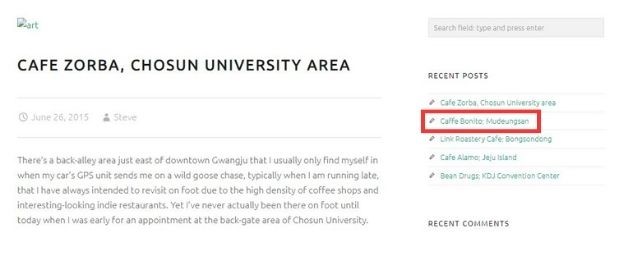 art
Search field: type and press enter
CAFE ZORBA, CHOSUN UNIVERSITY AREA
RECENT POSTS
Cafe Zorba, Chosun University area
June 26, 2015 Steve
Caffe Bonito; Mudeungsan
Link Roastery Cafe; Bongsondong
There's a back-alley area just east of downtown Gwangju that I usually only find myself in
Cafe Alamo; Jeju Island
when my car's GPS unit sends me on a wild goose chase, typically when I am running late,
Bean Drugs; KDJ Convention Center
that I have always intended to revisit on foot due to the high density of coffee shops and
interesting-looking indie restaurants. Yet I've never actually been there on foot until
today when I was early for an appointment at the back-gate area of Chosun University.
RECENT COMMENTS